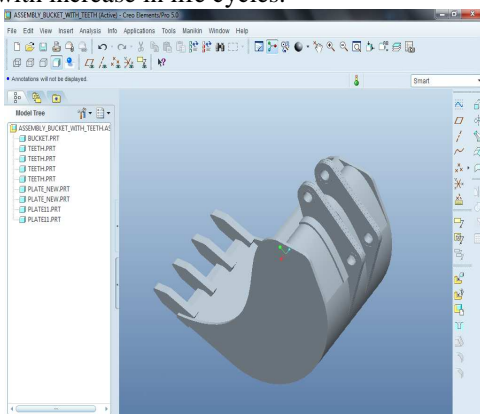 with increase in life cycles.
ASSEMBLY_BUCKET_WITH_TEETH (Active) - Creo Elements/Pro 5.0
File Edit View Insert Analysis Info Applications Tools Manikin Window Help
• Annotations will not be displayed.
Smart
Model Tree
ASSEMBLY_BUCKET_WITH_TEETH.AS
BUCKET.PRT
TEETH.PRT
TEETH.PRT
TEETH.PRT
TEETH.PRT
PLATE_NEW.PRT
PLATE_NEW.PRT
PLATE11.PRT
PLATE11.PRT